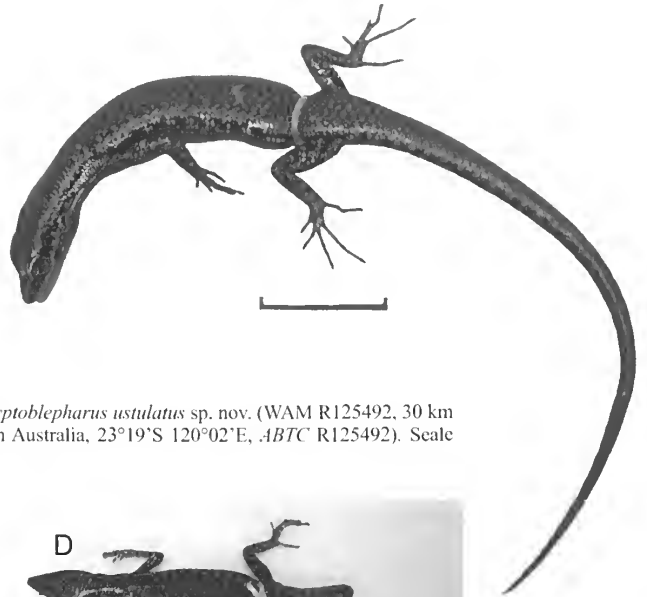 ptoblepharus ustulatus sp. nov. (WAM R125492, 30 km
n Australia, 23°19'S 120°02'E, ABTC R125492). Scale
D